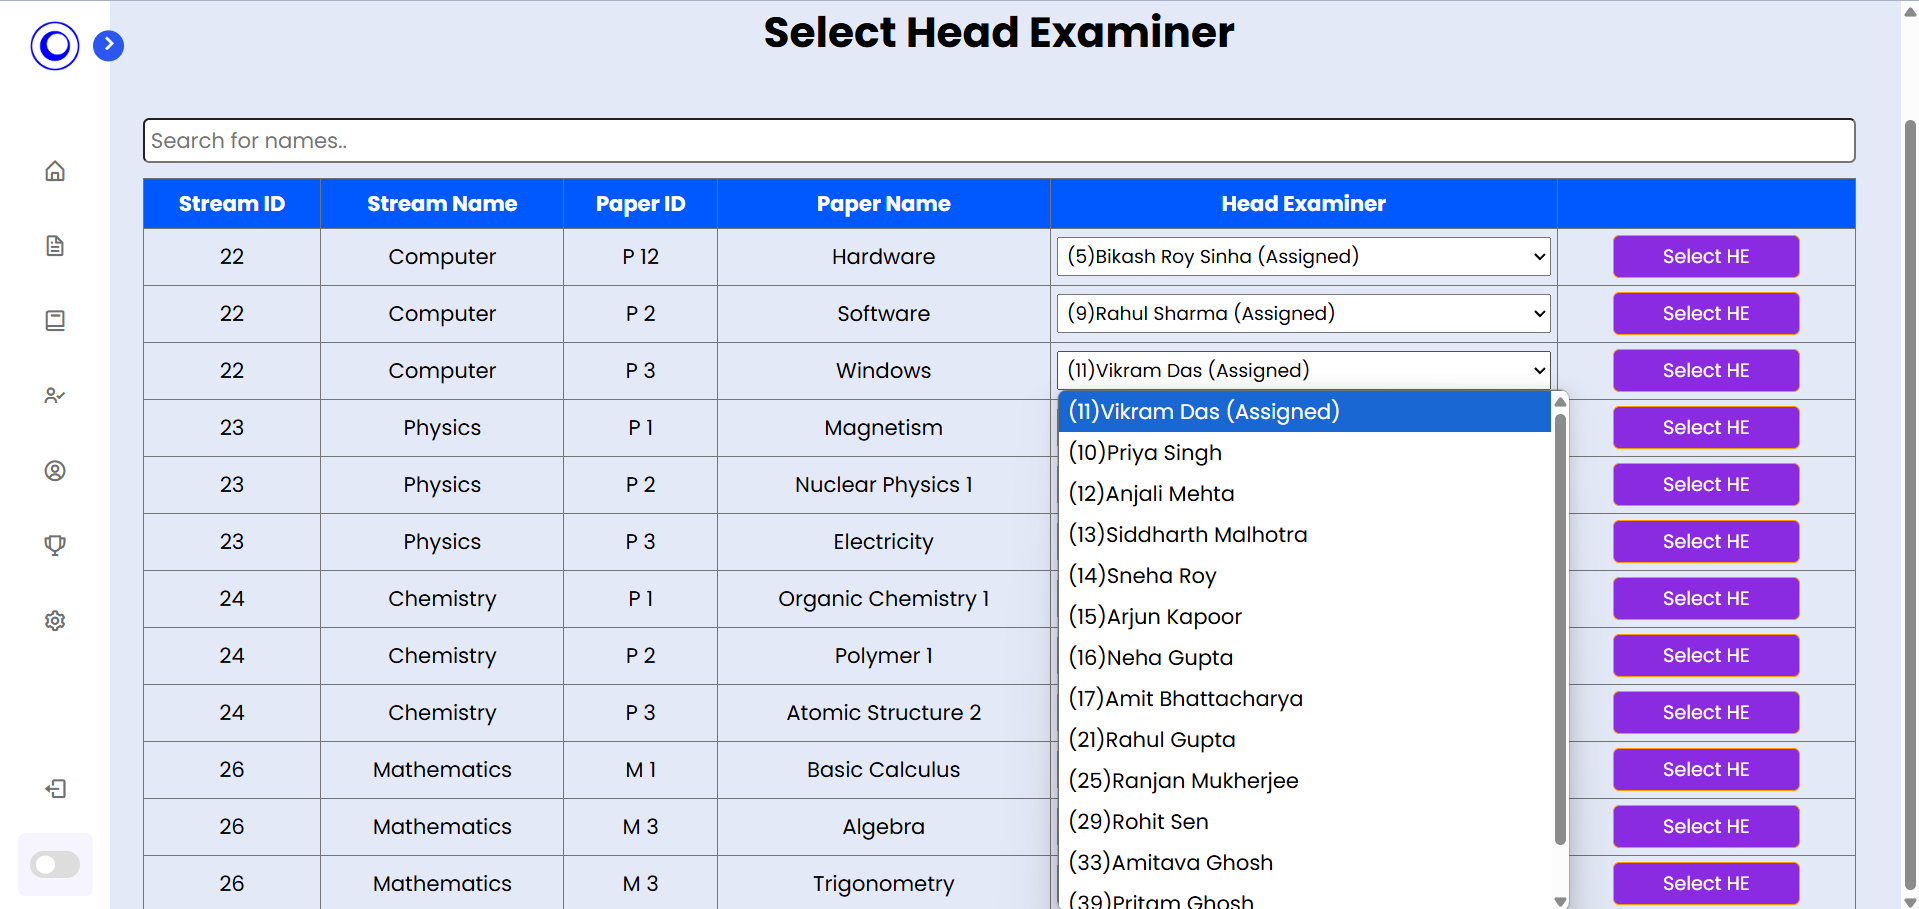 Select Head Examiner
Search for names..
Stream ID Stream Name Paper ID Paper Name Head Examiner
22 Computer P 12 Hardware (5)Bikash Roy Sinha (Assigned) Select HE
22 Computer P 2 Software (9)Rahul Sharma (Assigned) Select HE
22 Computer P 3 Windows (11)Vikram Das (Assigned) Select HE
(11)Vikram Das (Assigned)
23 Physics P 1 Magnetism Select HE
(10)Priya Singh
23 Physics P 2 Nuclear Physics 1 Select HE
(12)Anjali Mehta
23 Physics P 3 Electricity Select HE
(13)Siddharth Malhotra
(14)Sneha Roy
24 Chemistry P 1 Organic Chemistry 1 Select HE
(15)Arjun Kapoor
24 Chemistry P 2 Polymer 1 Select HE
(16)Neha Gupta
(17)Amit Bhattacharya
24 Chemistry P 3 Atomic Structure 2 Select HE
(21)Rahul Gupta
26 Mathematics M 1 Basic Calculus Select HE
(25)Ranjan Mukherjee
(29)Rohit Sen
26 Mathematics M 3 Algebra Select HE
(33)Amitava Ghosh
26 Mathematics M 3 Trigonometry Select HE
(39)Pritam Ghosh